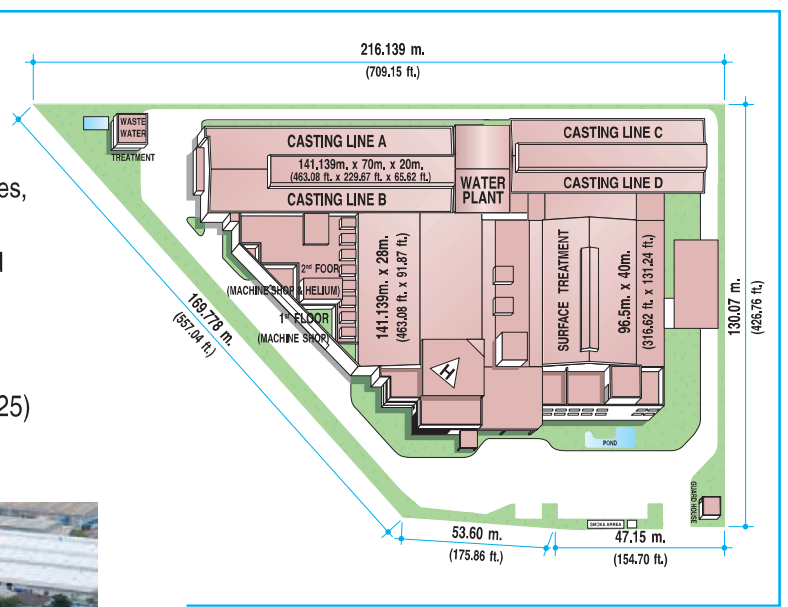 216.139 m.
(709.15 ft.)
WASTE
WATER
TREATMENT
CASTING LINE A
141.139m. x 70m. x 20m.
(463.08 ft. x 229.67 ft. x 65.62 ft.)
CASTING LINE B
WATER
PLANT
CASTING LINE C
CASTING LINE D
es,
2nd FOOR
(MACHINE SHOP & HELIUM)
1st FLOOR
(MACHINE SHOP)
141.139m. x 28m.
(463.08 ft. x 91.87 ft.)
SURFACE TREATMENT
96.5m. x 40m.
(316.62 ft. x 131.24 ft.)
130.07 m.
(426.76 ft.)
169.778 m.
(557.04 ft.)
H
25)
POND
GUARD HOUSE
SMOKE AREA
53.60 m.
(175.86 ft.)
47.15 m.
(154.70 ft.)